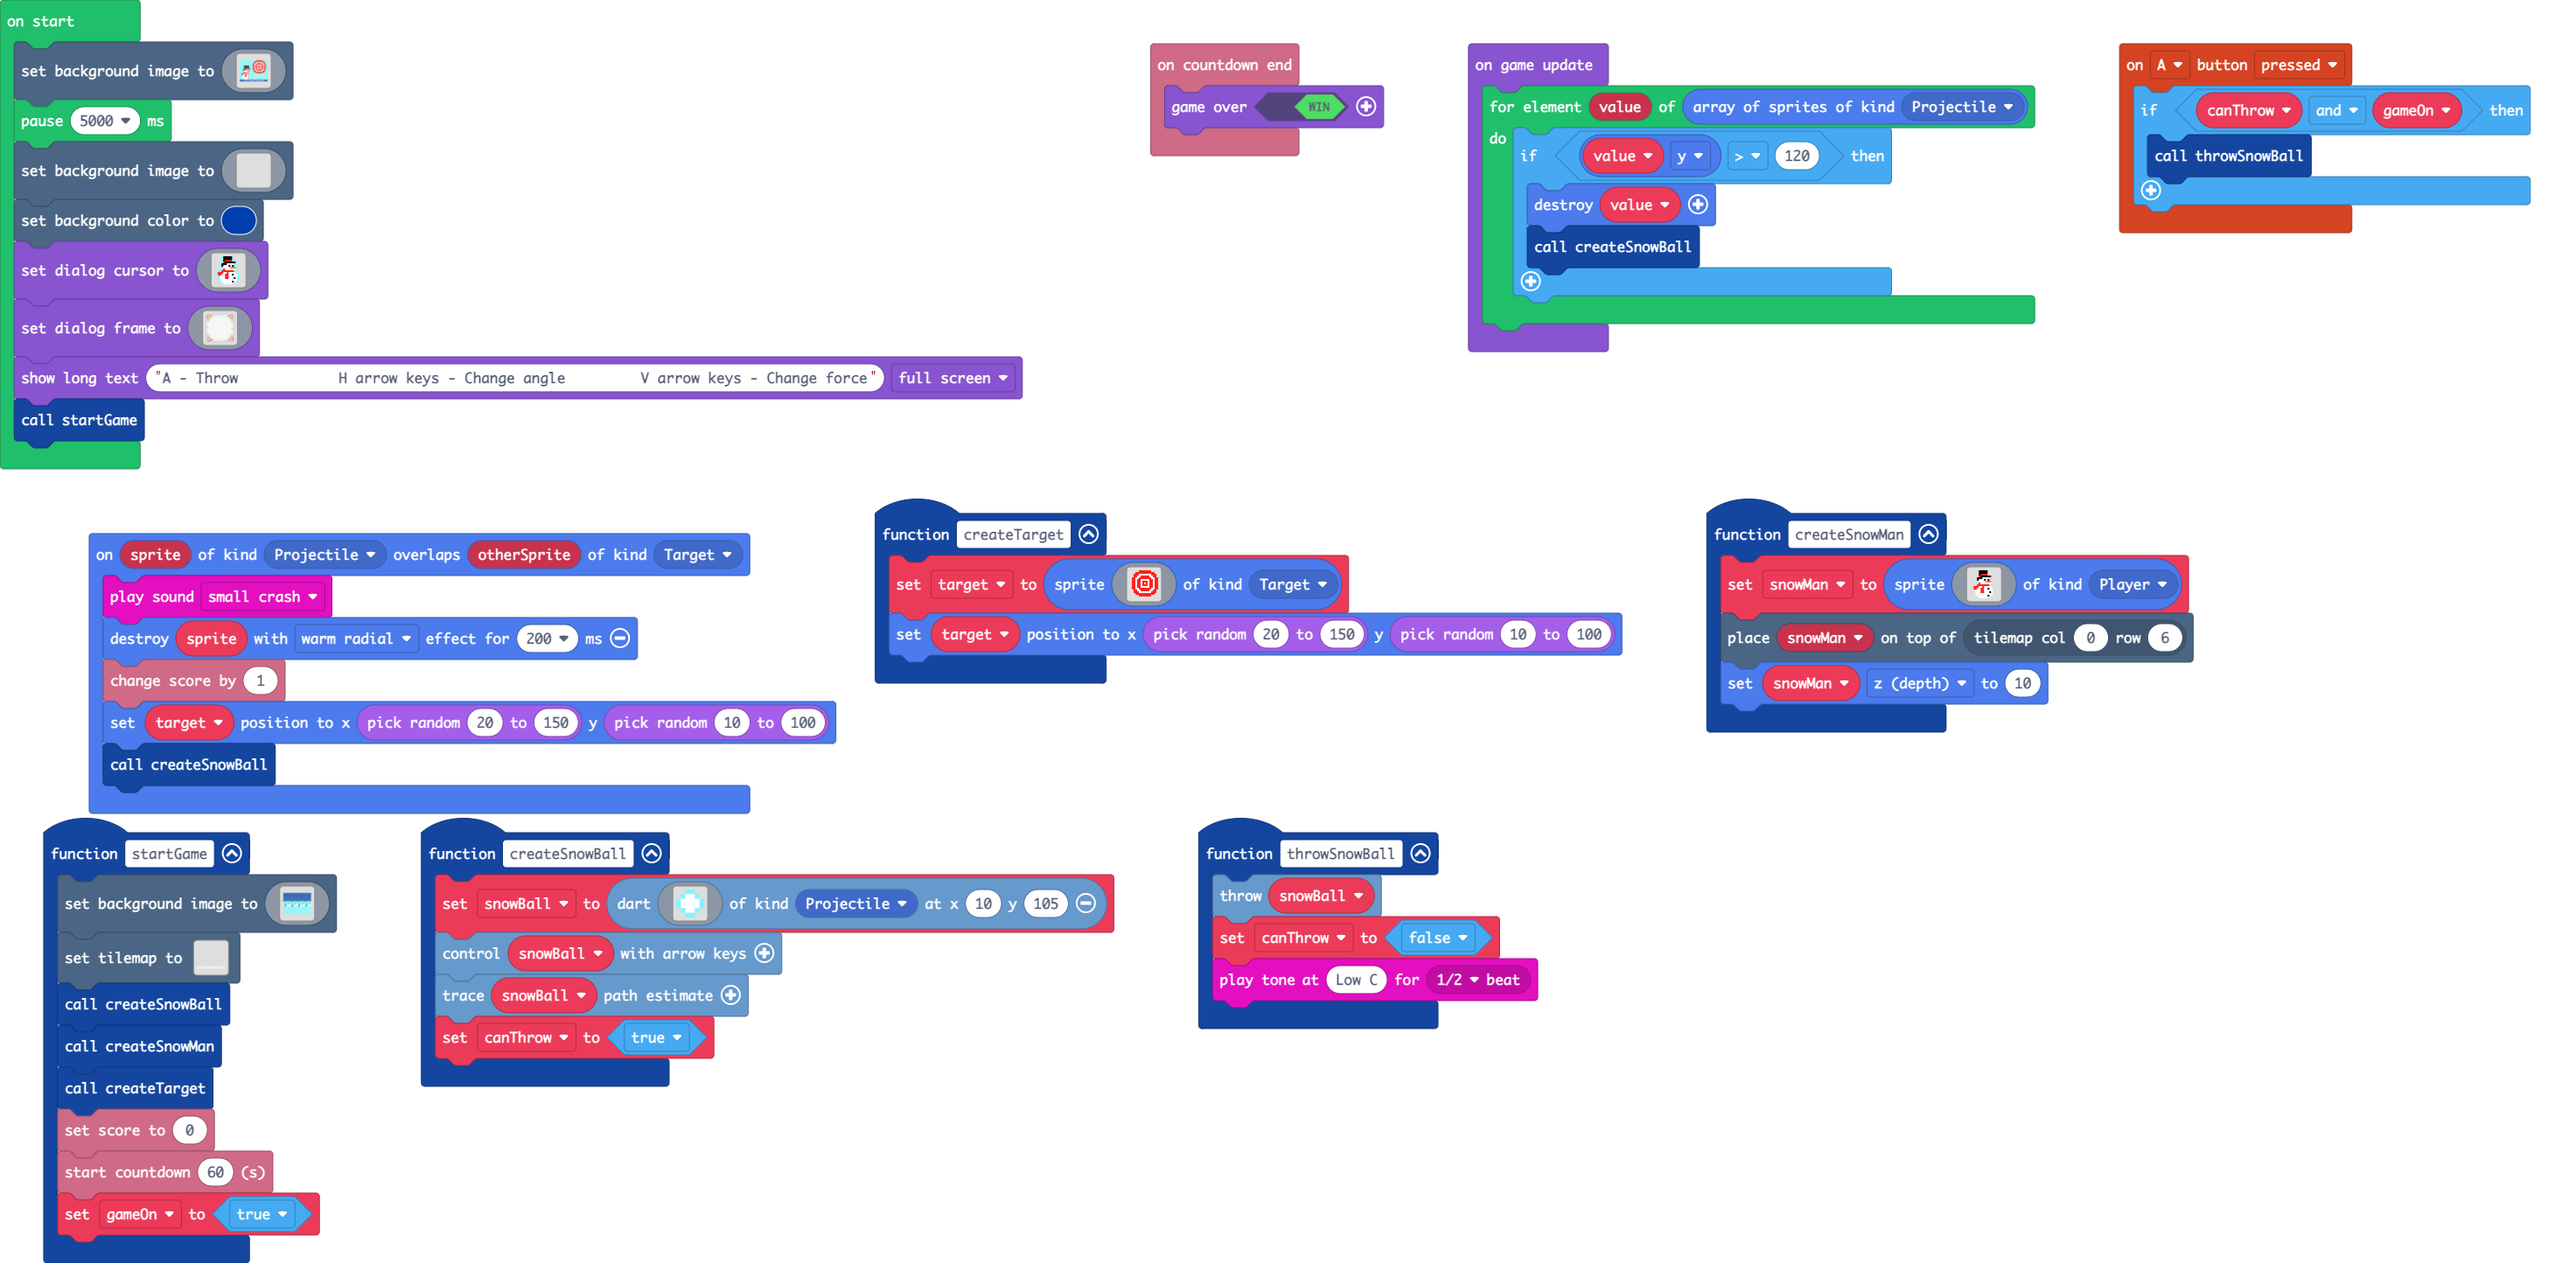 on start
set background image to
pause 5000 ms
set background image to
set background color to
set dialog cursor to
set dialog frame to
show long text "A - Throw H arrow keys - Change angle V arrow keys - Change force" full screen
call startGame
on countdown end
game over WIN
on game update
for element value of array of sprites of kind Projectile
do
if value y > 120 then
destroy value
call createSnowBall
on A button pressed
if canThrow and gameOn then
call throwSnowBall
on sprite of kind Projectile overlaps otherSprite of kind Target
play sound small crash
destroy sprite with warm radial effect for 200 ms
change score by 1
set target position to x pick random 20 to 150 y pick random 10 to 100
call createSnowBall
function createTarget
set target to sprite of kind Target
set target position to x pick random 20 to 150 y pick random 10 to 100
function createSnowMan
set snowMan to sprite of kind Player
place snowMan on top of tilemap col 0 row 6
set snowMan z (depth) to 10
function startGame
set background image to
set tilemap to
call createSnowBall
call createSnowMan
call createTarget
set score to 0
start countdown 60 (s)
set gameOn to true
function createSnowBall
set snowBall to dart of kind Projectile at x 10 y 105
control snowBall with arrow keys
trace snowBall path estimate
set canThrow to true
function throwSnowBall
throw snowBall
set canThrow to false
play tone at Low C for 1/2 beat